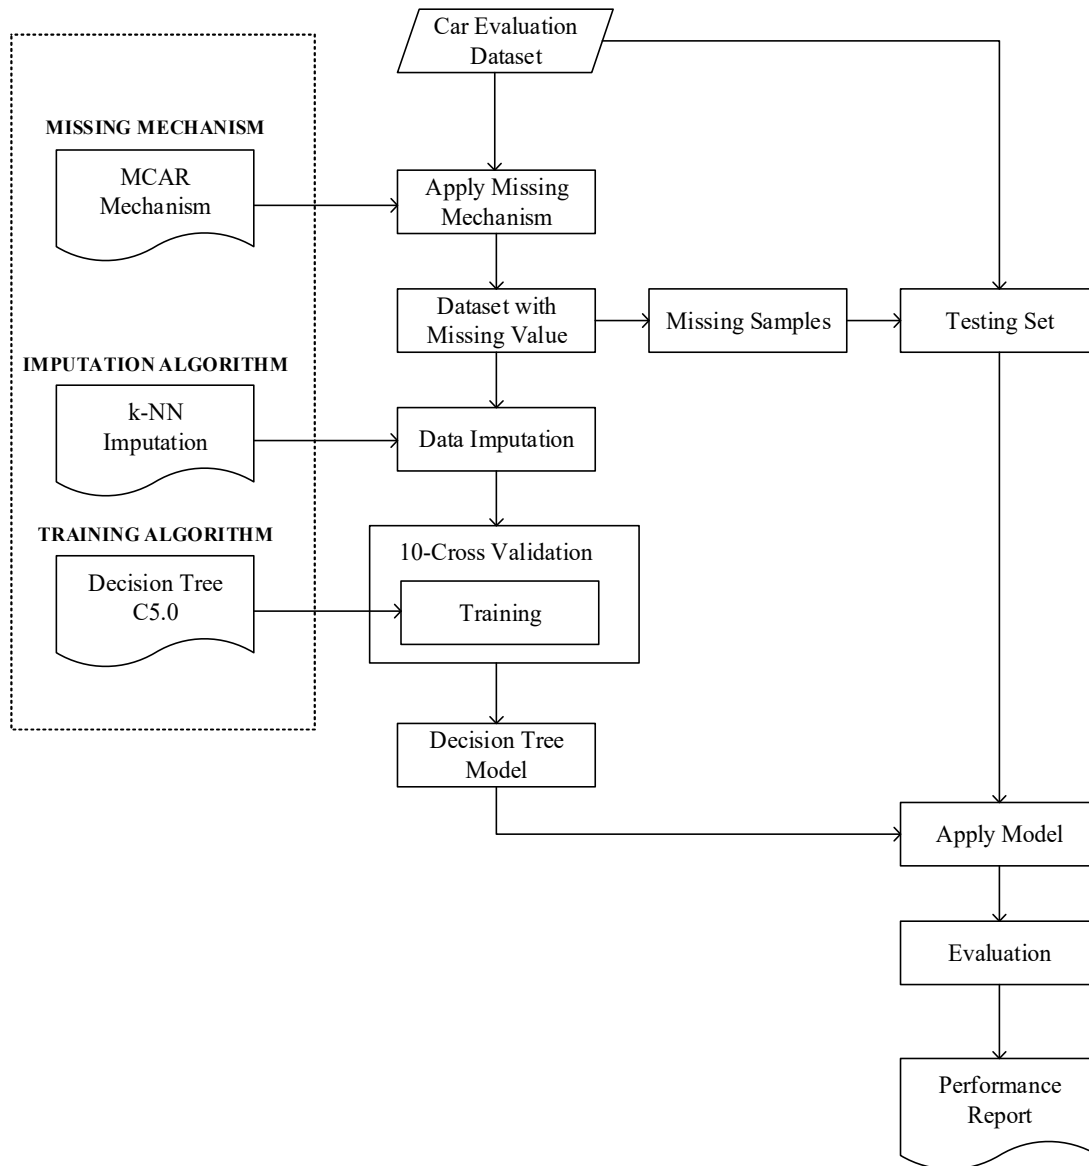 Car Evaluation
Dataset
MISSING MECHANISM
MCAR
Mechanism
Apply Missing
Mechanism
Dataset with
Missing Value
Missing Samples
Testing Set
IMPUTATION ALGORITHM
k-NN
Imputation
Data Imputation
TRAINING ALGORITHM
Decision Tree
C5.0
10-Cross Validation
Training
Decision Tree
Model
Apply Model
Evaluation
Performance
Report